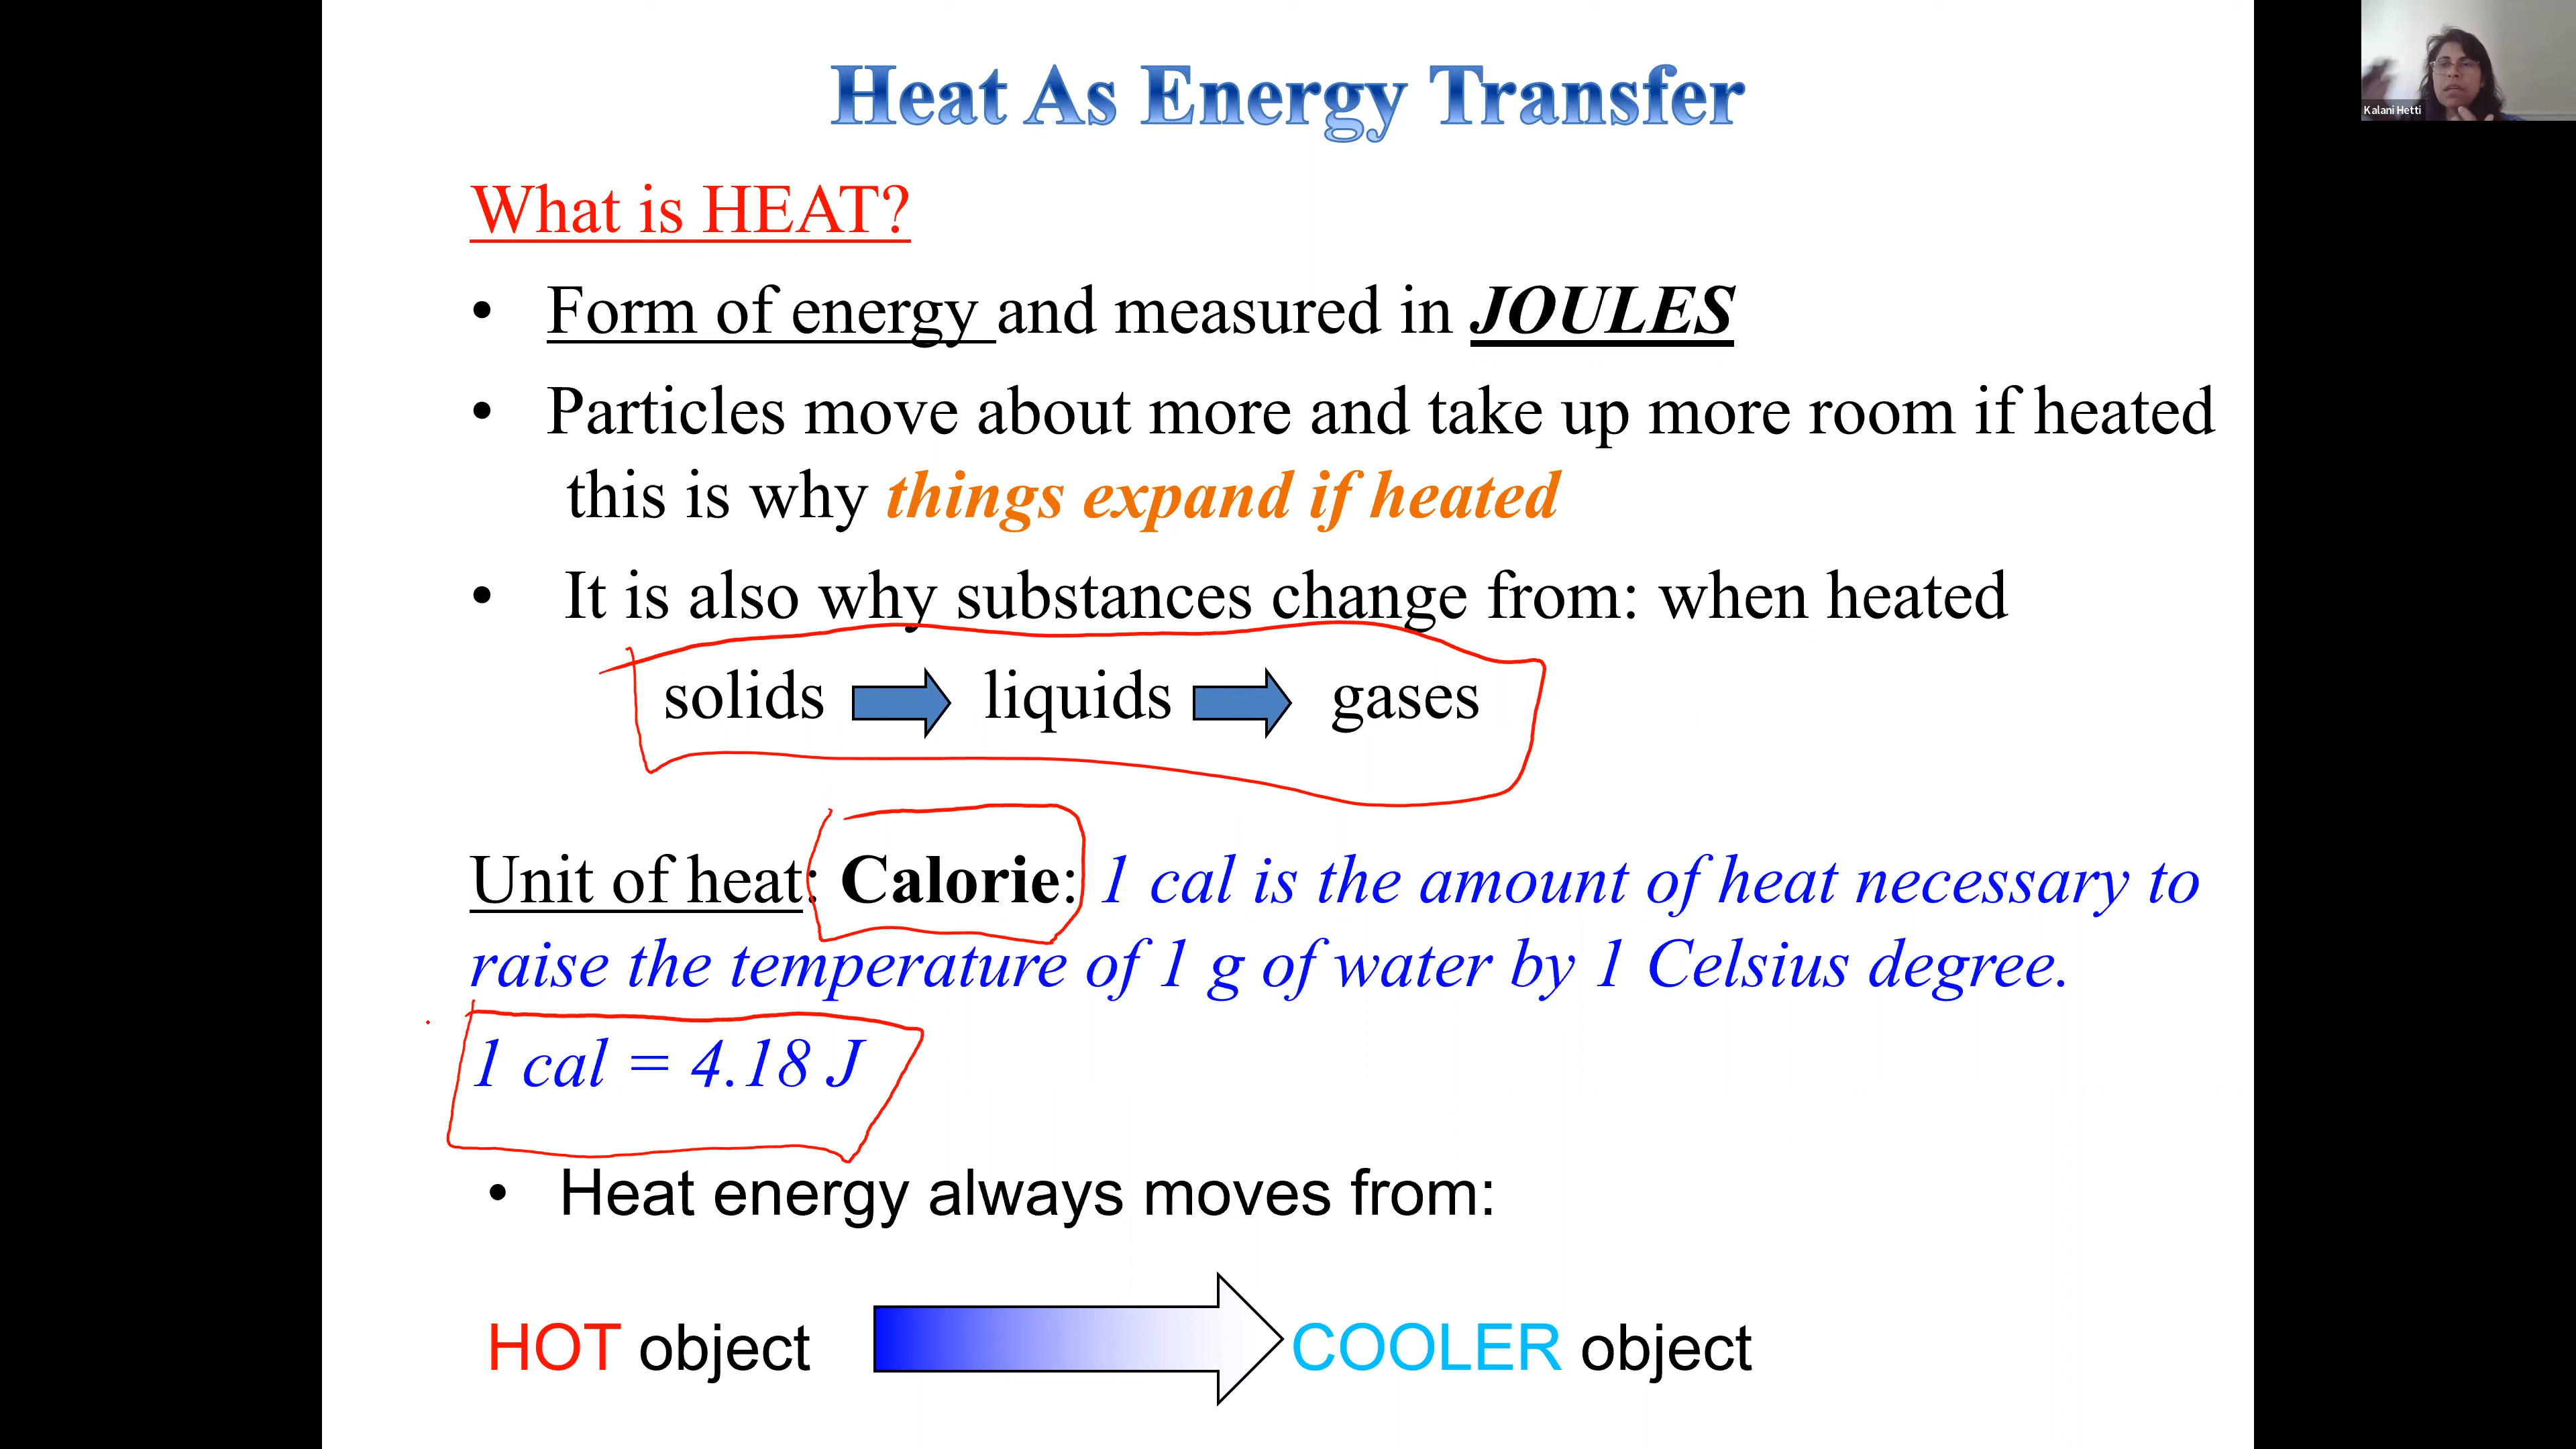 Heat As Energy Transfer
Kalani Hetti
What is HEAT?
• Form of energy and measured in JOULES
• Particles move about more and take up more room if heated
this is why things expand if heated
• It is also why substances change from: when heated
solids liquids gases
Unit of heat: Calorie: 1 cal is the amount of heat necessary to
raise the temperature of 1 g of water by 1 Celsius degree.
1 cal = 4.18 J
• Heat energy always moves from:
HOT object COOLER object